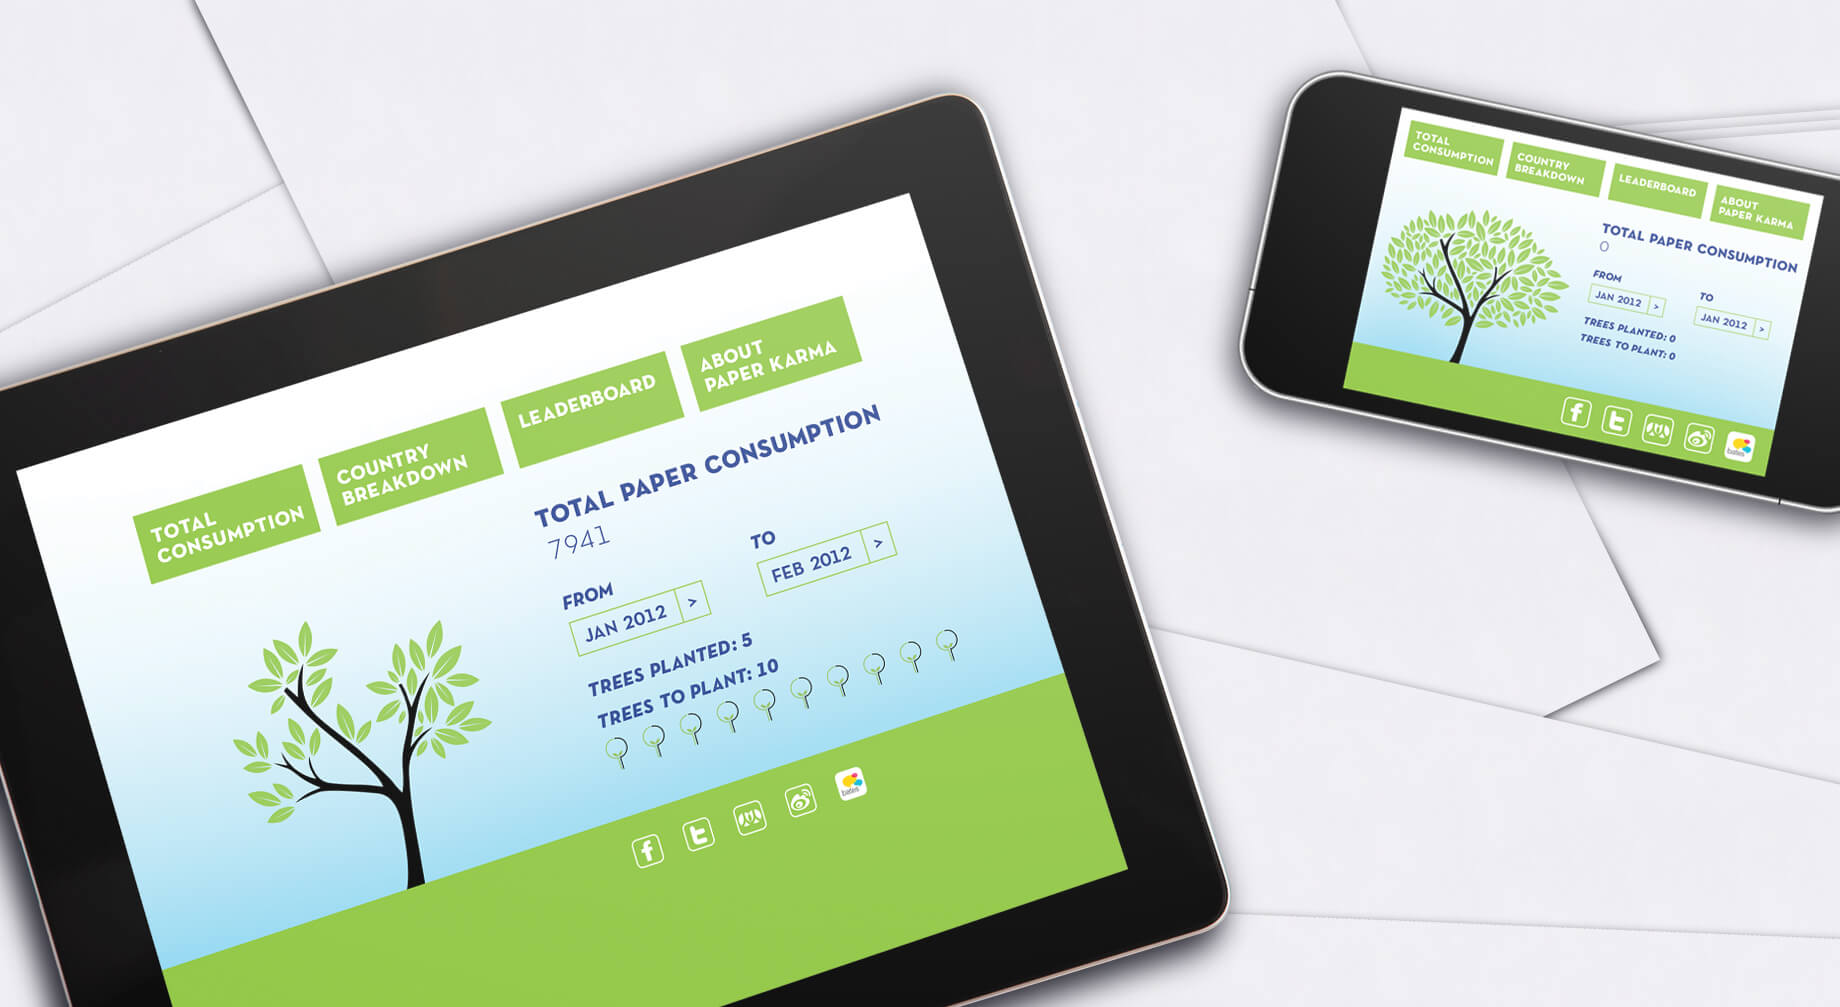 TOTAL
CONSUMPTION
COUNTRY
BREAKDOWN
LEADERBOARD
ABOUT
PAPER KARMA
TOTAL PAPER CONSUMPTION
7941
FROM
JAN 2012 >
TO
FEB 2012 >
TREES PLANTED: 5
TREES TO PLANT: 10
f t
bates
TOTAL
CONSUMPTION
COUNTRY
BREAKDOWN
LEADERBOARD
ABOUT
PAPER KARMA
TOTAL PAPER CONSUMPTION
0
FROM
JAN 2012 >
TO
JAN 2012 >
TREES PLANTED: 0
TREES TO PLANT: 0
f t
bates